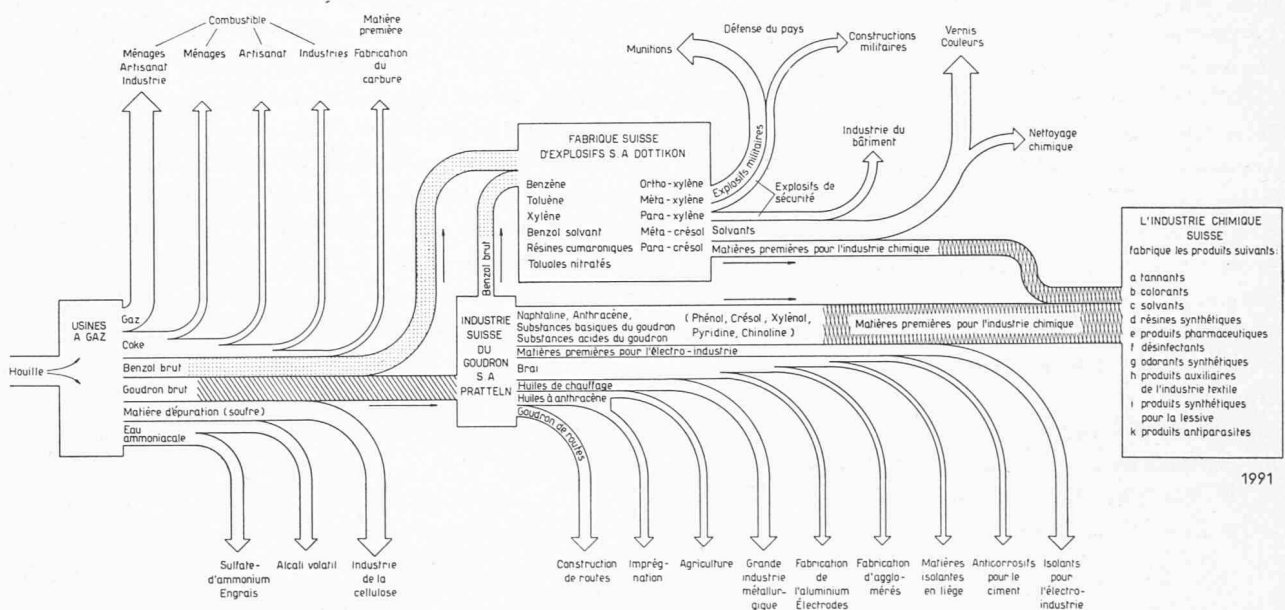 Combustible
Ménages
Artisanat
Industrie
Ménages
Artisanat
Industries
Matière
première
Fabrication
du
carbure
Munitions
Défense du pays
Constructions
militaires
Vernis
Couleurs
Nettoyage
chimique
Industrie du
bâtiment
Explosifs militaires
Explosifs de
sécurité
FABRIQUE SUISSE
D'EXPLOSIFS S.A DOTTIKON
Benzène
Toluène
Xylène
Benzol solvant
Résines cumaroniques
Toluoles nitratés
Ortho-xylène
Mèta-xylène
Para-xylène
Méta-crésol
Para-crésol
Solvants
Matières premières pour l'industrie chimique
Benzol brut
USINES
A GAZ
Houille
Gaz
Coke
Benzol brut
Goudron brut
Matière d'épuration (soufre)
Eau
ammoniacale
INDUSTRIE
SUISSE
DU
GOUDRON
S.A
PRATTELN
Naphtaline, Anthracène,
Substances basiques du goudron
Substances acides du goudron
(Phénol, Crésol, Xylénol,
Pyridine, Chinoline)
Matières premières pour l'industrie chimique
Matières premières pour l'électro-industrie
Brai
Huiles de chauffage
Huiles à anthracène
Goudron de routes
L'INDUSTRIE CHIMIQUE
SUISSE
fabrique les produits suivants:
a tannants
b colorants
c solvants
d résines synthétiques
e produits pharmaceutiques
f désinfectants
g odorants synthétiques
h produits auxiliaires
de l'industrie textile
i produits synthétiques
pour la lessive
k produits antiparasites
1991
Sulfate-
d'ammonium
Engrais
Alcali volatil
Industrie
de la
cellulose
Construction
de routes
Imprég-
nation
Agriculture
Grande
industrie
métallur-
gique
Fabrication
de
l'aluminium
Électrodes
Fabrication
d'agglo-
mérés
Matières
isolantes
en liège
Anticorrosifs
pour le
ciment
Isolants
pour
l'électro-
industrie